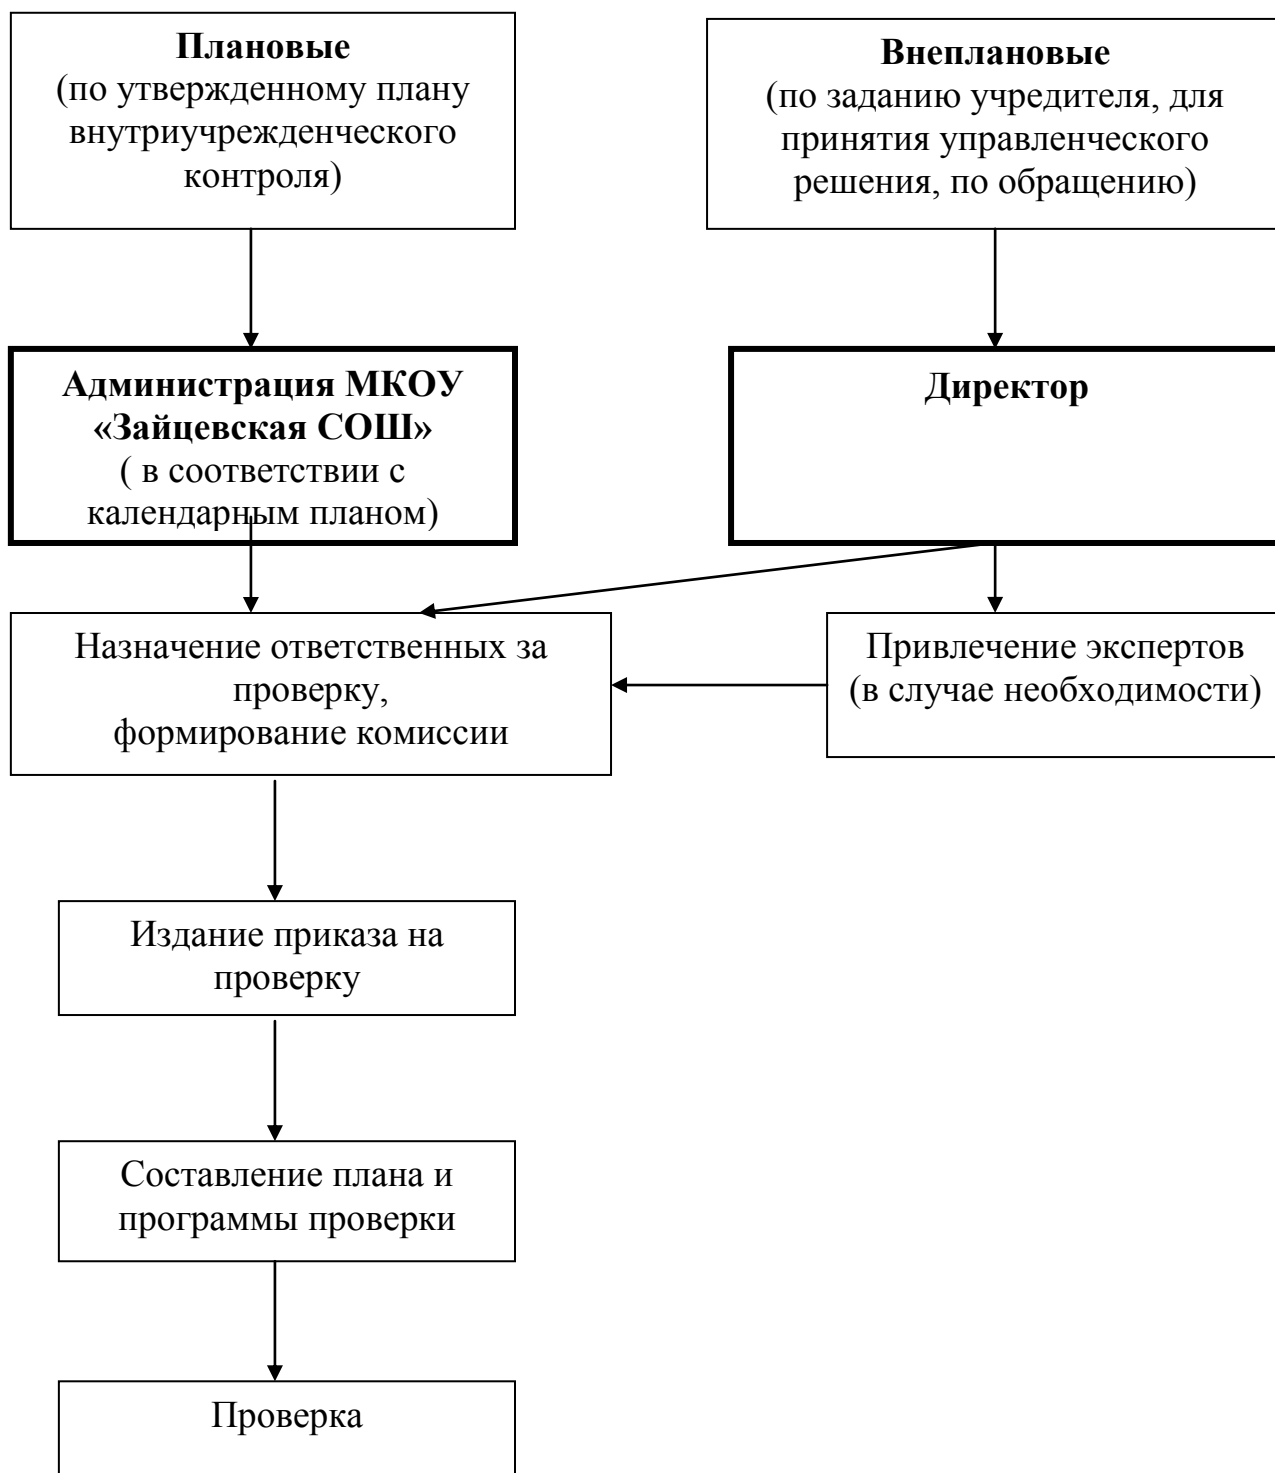 Плановые
(по утвержденному плану
внутриучрежденческого
контроля)
Внеплановые
(по заданию учредителя, для
принятия управленческого
решения, по обращению)
Администрация МКОУ
«Зайцевская СОШ»
( в соответствии с
календарным планом)
Директор
Назначение ответственных за
проверку,
формирование комиссии
Привлечение экспертов
(в случае необходимости)
Издание приказа на
проверку
Составление плана и
программы проверки
Проверка